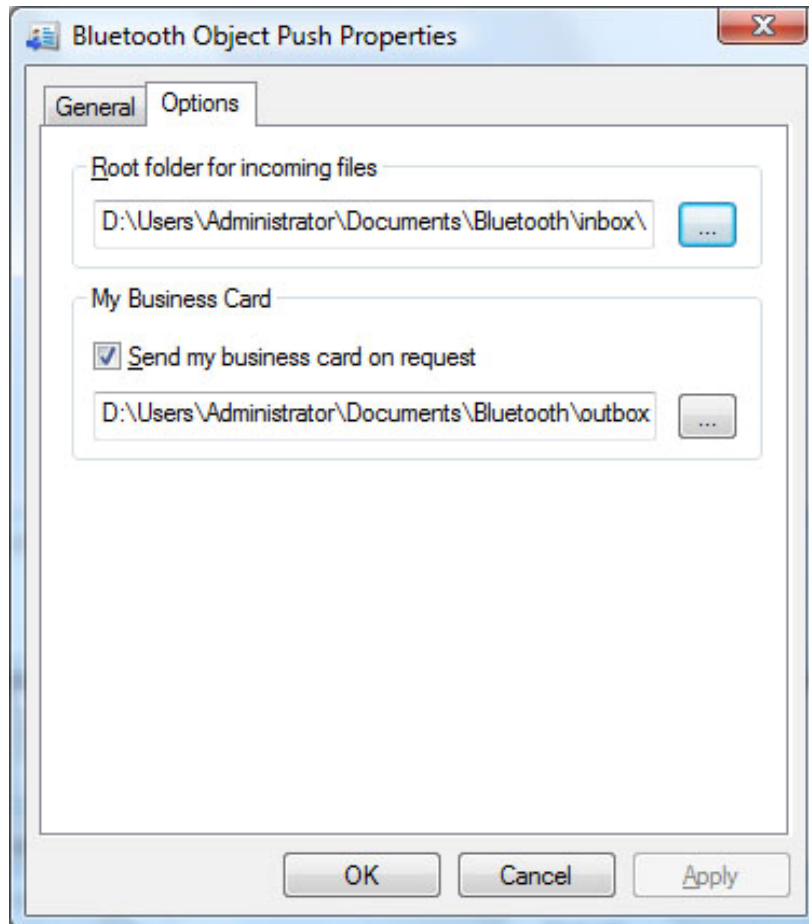 Bluetooth Object Push Properties
General
Options
Root folder for incoming files
D:\Users\Administrator\Documents\Bluetooth\inbox\
...
My Business Card
Send my business card on request
D:\Users\Administrator\Documents\Bluetooth\outbox
...
OK
Cancel
Apply